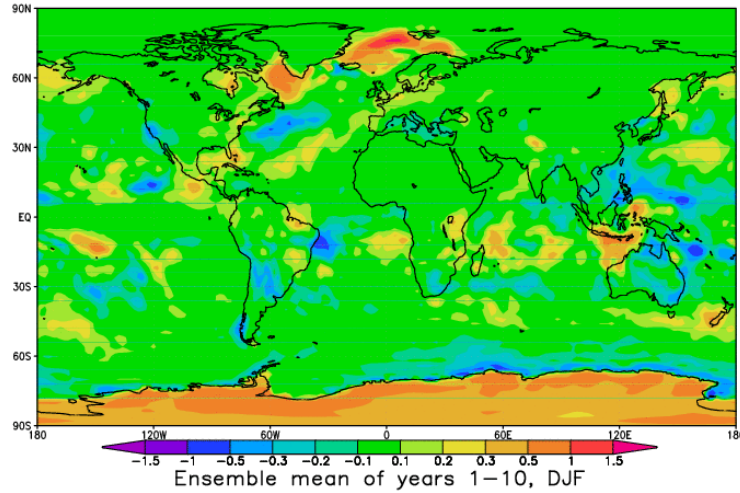 90N
60N
30N
EQ
30S
60S
90S
180 120W 60W 0 60E 120E 180
-1.5 -1 -0.5 -0.3 -0.2 -0.1 0.1 0.2 0.3 0.5 1 1.5
Ensemble mean of years 1-10, DJF